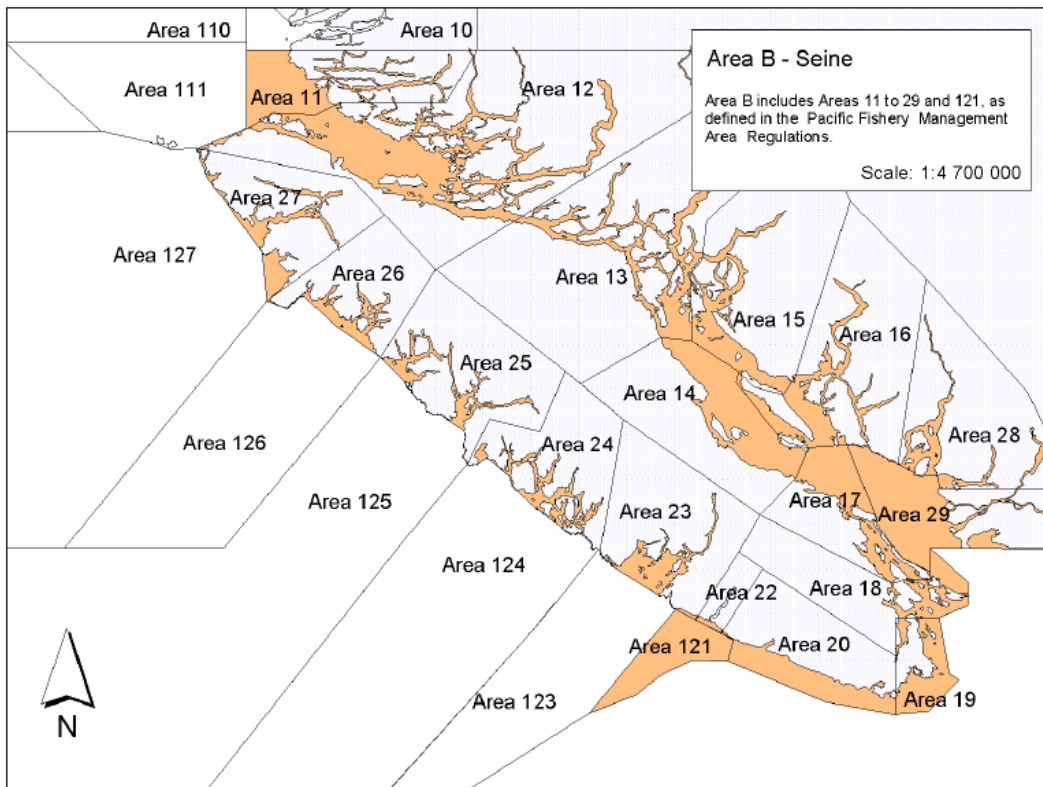 Area 110
Area 10
Area B - Seine
Area B includes Areas 11 to 29 and 121, as
defined in the Pacific Fishery Management
Area Regulations.
Scale: 1:4 700 000
Area 111
Area 11
Area 12
Area 27
Area 127
Area 26
Area 13
Area 15
Area 16
Area 25
Area 14
Area 126
Area 24
Area 28
Area 125
Area 17
Area 23
Area 29
Area 124
Area 22
Area 18
Area 121
Area 20
Area 123
Area 19
N